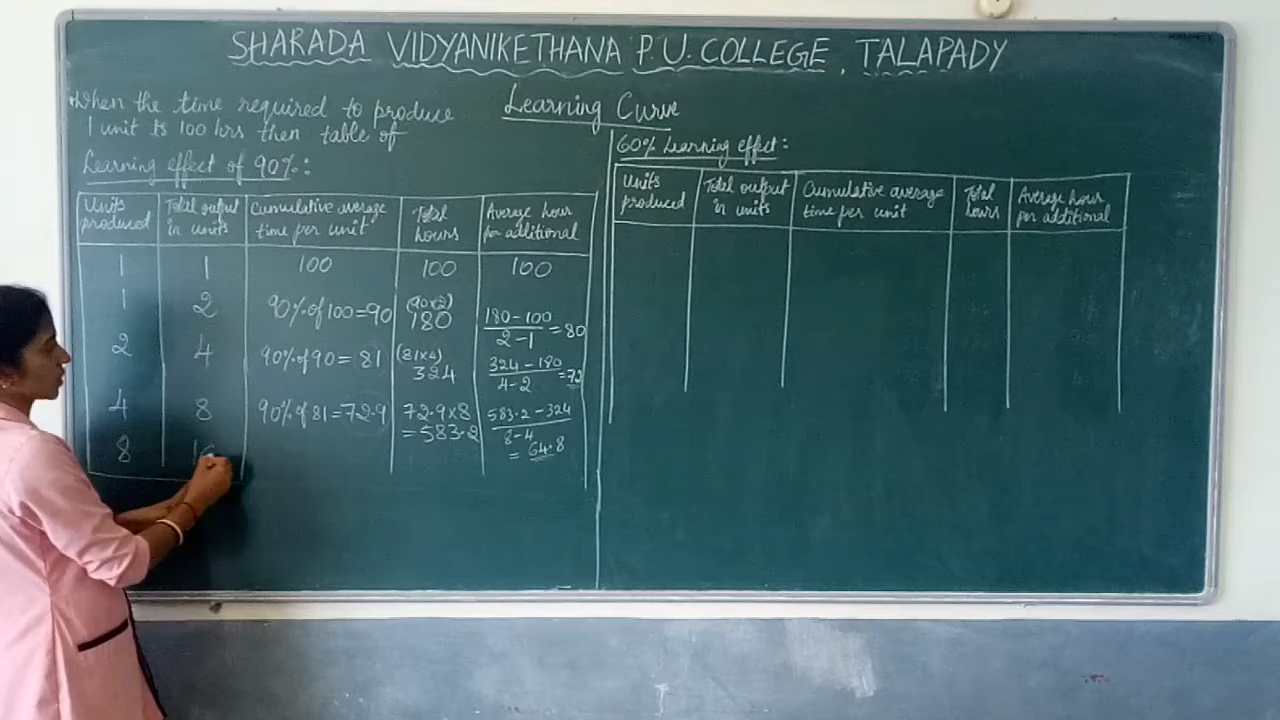 SHARADA VIDYANIKETHANA P.U.COLLEGE, TALAPADY
Learning Curve
When the time required to produce
1 unit is 100 hrs then table of
Learning effect of 90%:
Units produced | Total output in units | Cumulative average time per unit | Total hours | Average hour for additional
1 1 100 100 100
1 2 90% of 100 = 90 (90×2) 180 180-100 / 2-1 = 80
2 4 90% of 90 = 81 (81×4) 324 324-180 / 4-2 = 72
4 8 90% of 81 = 72.9 72.9×8 = 583.2 583.2-324 / 8-4 = 64.8
8 16
60% Learning effect:
Units produced | Total output in units | Cumulative average time per unit | Total hours | Average hour for additional